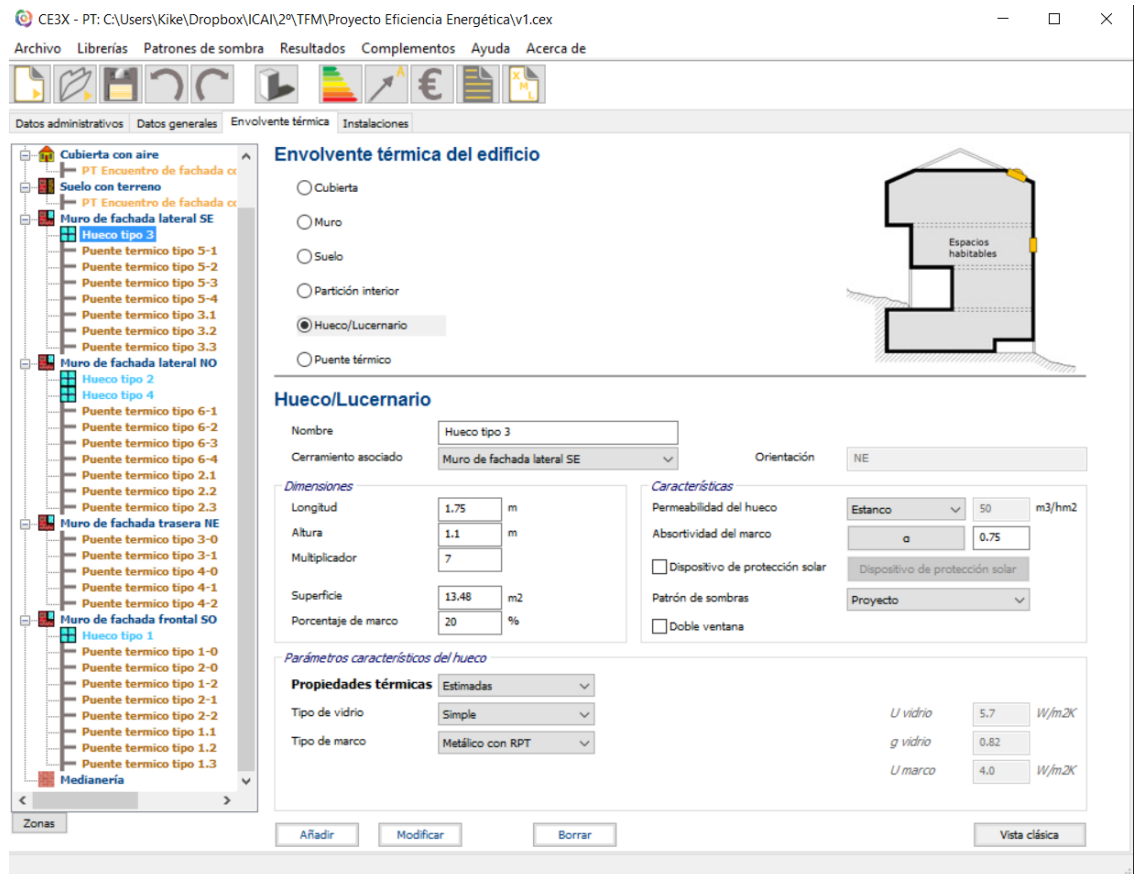 CE3X - PT: C:\Users\Kike\Dropbox\ICAI\2º\TFM\Proyecto Eficiencia Energética\v1.cex
Archivo Librerías Patrones de sombra Resultados Complementos Ayuda Acerca de
A € X M L
Datos administrativos Datos generales Envolvente térmica Instalaciones
Cubierta con aire
PT Encuentro de fachada co
Suelo con terreno
PT Encuentro de fachada co
Muro de fachada lateral SE
Hueco tipo 3
Puente termico tipo 5-1
Puente termico tipo 5-2
Puente termico tipo 5-3
Puente termico tipo 5-4
Puente termico tipo 3.1
Puente termico tipo 3.2
Puente termico tipo 3.3
Muro de fachada lateral NO
Hueco tipo 2
Hueco tipo 4
Puente termico tipo 6-1
Puente termico tipo 6-2
Puente termico tipo 6-3
Puente termico tipo 6-4
Puente termico tipo 2.1
Puente termico tipo 2.2
Puente termico tipo 2.3
Muro de fachada trasera NE
Puente termico tipo 3-0
Puente termico tipo 3-1
Puente termico tipo 4-0
Puente termico tipo 4-1
Puente termico tipo 4-2
Muro de fachada frontal SO
Hueco tipo 1
Puente termico tipo 1-0
Puente termico tipo 2-0
Puente termico tipo 1-2
Puente termico tipo 2-1
Puente termico tipo 2-2
Puente termico tipo 1.1
Puente termico tipo 1.2
Puente termico tipo 1.3
Medianería
Zonas
Envolvente térmica del edificio
Cubierta
Muro
Suelo
Partición interior
Hueco/Lucernario
Puente térmico
Espacios
habitables
Hueco/Lucernario
Nombre Hueco tipo 3
Cerramiento asociado Muro de fachada lateral SE Orientación NE
Dimensiones
Longitud 1.75 m
Altura 1.1 m
Multiplicador 7
Superficie 13.48 m2
Porcentaje de marco 20 %
Características
Permeabilidad del hueco Estanco 50 m3/hm2
Absortividad del marco α 0.75
Dispositivo de protección solar Dispositivo de protección solar
Patrón de sombras Proyecto
Doble ventana
Parámetros característicos del hueco
Propiedades térmicas Estimadas
Tipo de vidrio Simple U vidrio 5.7 W/m2K
Tipo de marco Metálico con RPT g vidrio 0.82
U marco 4.0 W/m2K
Añadir Modificar Borrar Vista clásica